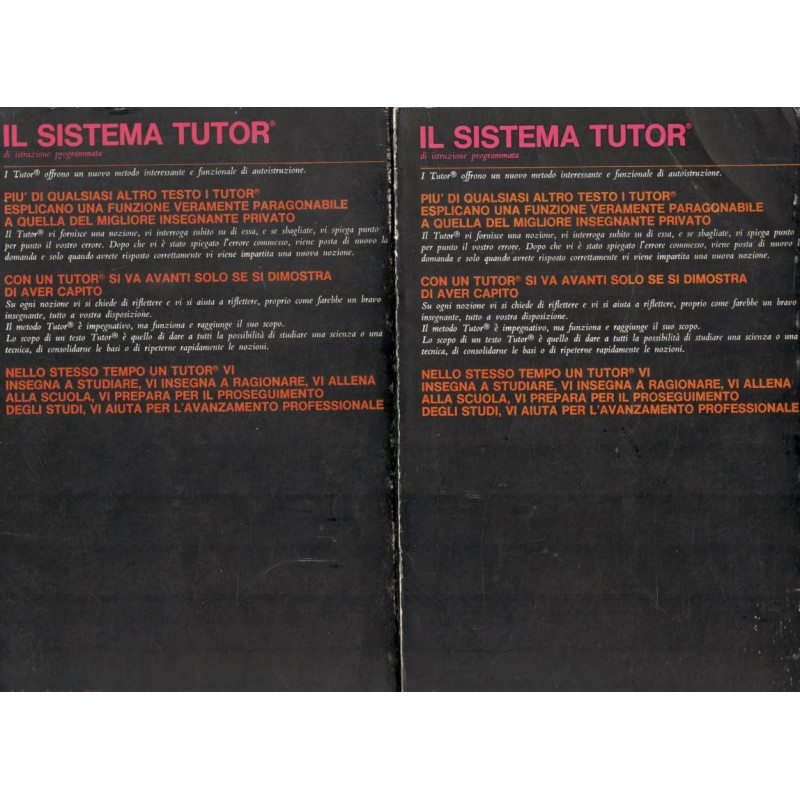 IL SISTEMA TUTOR®
di istruzione programmata
I Tutor® offrono un nuovo metodo interessante e funzionale di autoistruzione.
PIU' DI QUALSIASI ALTRO TESTO I TUTOR®
ESPLICANO UNA FUNZIONE VERAMENTE PARAGONABILE
A QUELLA DEL MIGLIORE INSEGNANTE PRIVATO
Il Tutor® vi fornisce una nozione, vi interroga subito su di essa, e se sbagliate, vi spiega punto
per punto il vostro errore. Dopo che vi è stato spiegato l'errore commesso, viene posta di nuovo la
domanda e solo quando avrete risposto correttamente vi viene impartita una nuova nozione.
CON UN TUTOR® SI VA AVANTI SOLO SE SI DIMOSTRA
DI AVER CAPITO
Su ogni nozione vi si chiede di riflettere e vi si aiuta a riflettere, proprio come farebbe un bravo
insegnante, tutto a vostra disposizione.
Il metodo Tutor® è impegnativo, ma funziona e raggiunge il suo scopo.
Lo scopo di un testo Tutor® è quello di dare a tutti la possibilità di studiare una scienza o una
tecnica, di consolidarne le basi o di ripeterne rapidamente le nozioni.
NELLO STESSO TEMPO UN TUTOR® VI
INSEGNA A STUDIARE, VI INSEGNA A RAGIONARE, VI ALLENA
ALLA SCUOLA, VI PREPARA PER IL PROSEGUIMENTO
DEGLI STUDI, VI AIUTA PER L'AVANZAMENTO PROFESSIONALE
IL SISTEMA TUTOR®
di istruzione programmata
I Tutor® offrono un nuovo metodo interessante e funzionale di autoistruzione.
PIU' DI QUALSIASI ALTRO TESTO I TUTOR®
ESPLICANO UNA FUNZIONE VERAMENTE PARAGONABILE
A QUELLA DEL MIGLIORE INSEGNANTE PRIVATO
Il Tutor® vi fornisce una nozione, vi interroga subito su di essa, e se sbagliate, vi spiega punto
per punto il vostro errore. Dopo che vi è stato spiegato l'errore commesso, viene posta di nuovo
domanda e solo quando avrete risposto correttamente vi viene impartita una nuova nozione.
CON UN TUTOR® SI VA AVANTI SOLO SE SI DIMOSTRA
DI AVER CAPITO
Su ogni nozione vi si chiede di riflettere e vi si aiuta a riflettere, proprio come farebbe un bravo
insegnante, tutto a vostra disposizione.
Il metodo Tutor® è impegnativo, ma funziona e raggiunge il suo scopo.
Lo scopo di un testo Tutor® è quello di dare a tutti la possibilità di studiare una scienza o una
tecnica, di consolidarne le basi o di ripeterne rapidamente le nozioni.
NELLO STESSO TEMPO UN TUTOR® VI
INSEGNA A STUDIARE, VI INSEGNA A RAGIONARE, VI ALLENA
ALLA SCUOLA, VI PREPARA PER IL PROSEGUIMENTO
DEGLI STUDI, VI AIUTA PER L'AVANZAMENTO PROFESSIONALE